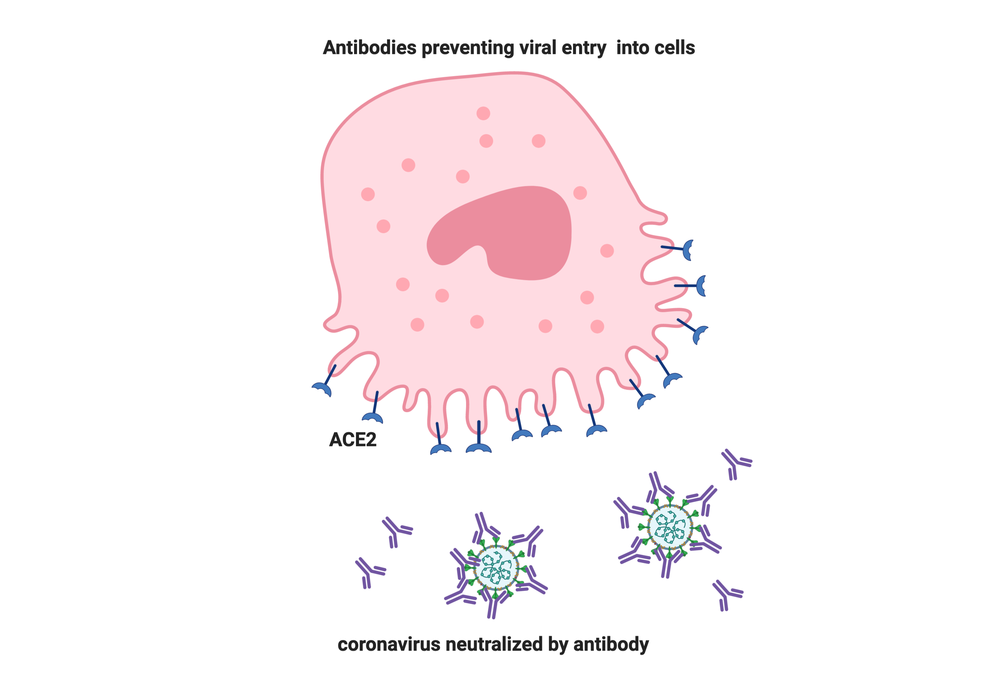 Antibodies preventing viral entry into cells
ACE2
coronavirus neutralized by antibody